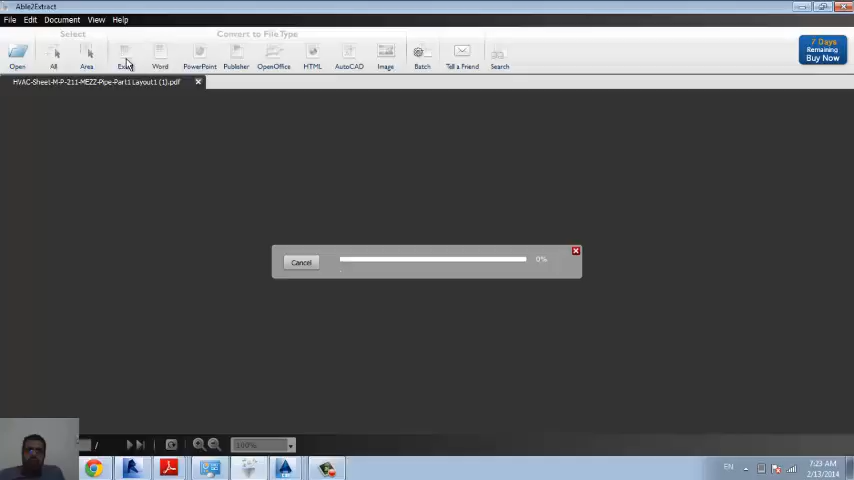 Able2Extract
File Edit Document View Help
Select Convert to File Type
Open All Area Excel Word PowerPoint Publisher OpenOffice HTML AutoCAD Image Batch Tell a Friend Search
7 Days
Remaining
Buy Now
HVAC-Sheet-M-P-211-MEZZ-Pipe-Part1 Layout1 (1).pdf
Cancel 0%
/ 100%
EN 7:23 AM
2/13/2014